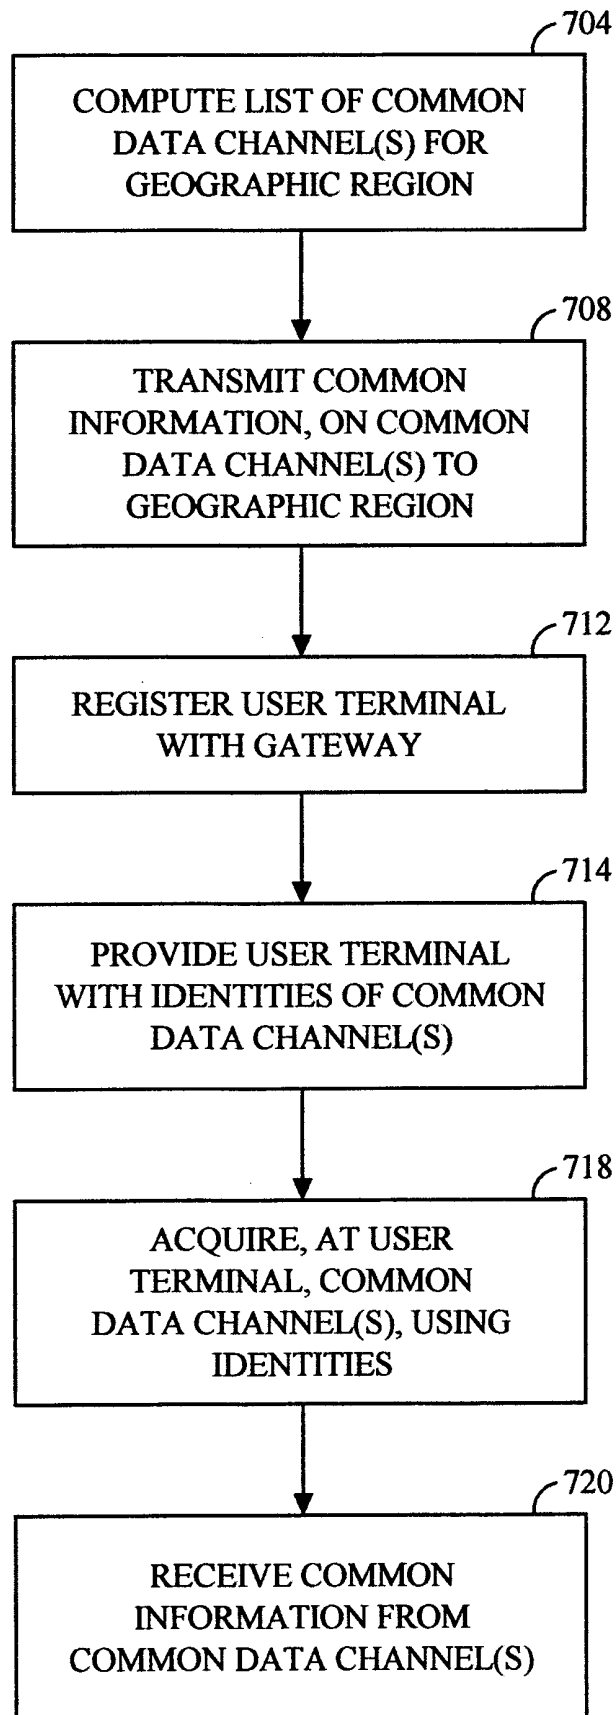 704
COMPUTE LIST OF COMMON
DATA CHANNEL(S) FOR
GEOGRAPHIC REGION
708
TRANSMIT COMMON
INFORMATION, ON COMMON
DATA CHANNEL(S) TO
GEOGRAPHIC REGION
712
REGISTER USER TERMINAL
WITH GATEWAY
714
PROVIDE USER TERMINAL
WITH IDENTITIES OF COMMON
DATA CHANNEL(S)
718
ACQUIRE, AT USER
TERMINAL, COMMON
DATA CHANNEL(S), USING
IDENTITIES
720
RECEIVE COMMON
INFORMATION FROM
COMMON DATA CHANNEL(S)